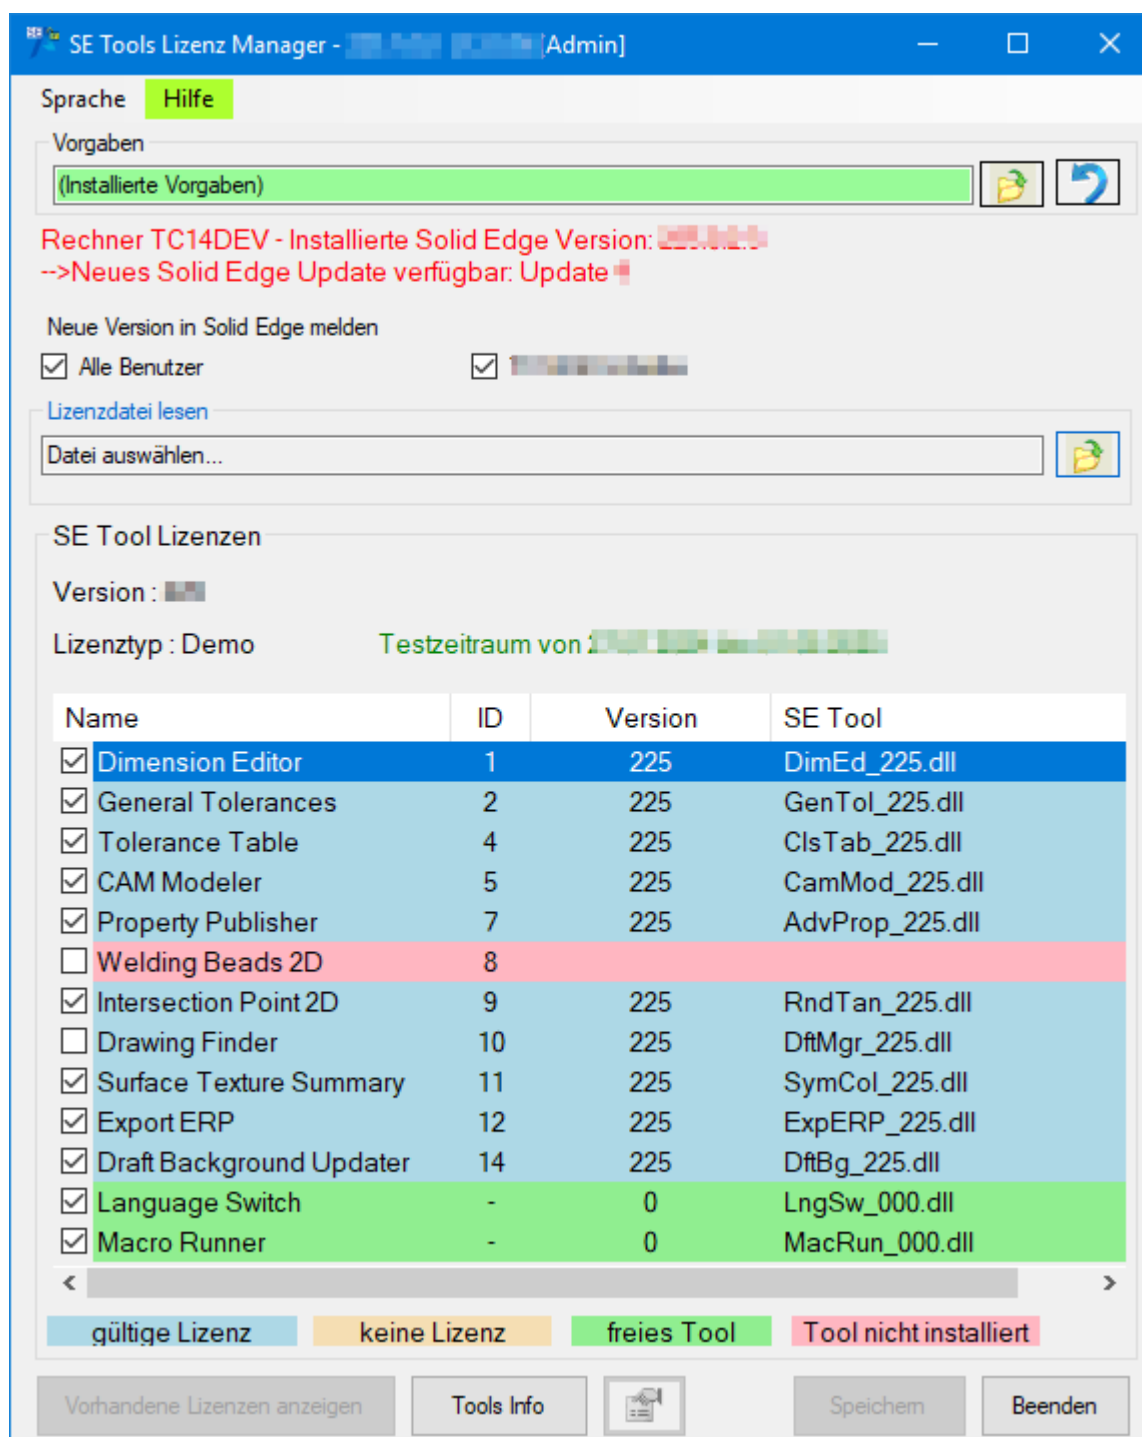 SE Tools Lizenz Manager - [Admin]
Sprache Hilfe
Vorgaben
(Installierte Vorgaben)
Rechner TC14DEV - Installierte Solid Edge Version:
-->Neues Solid Edge Update verfügbar: Update
Neue Version in Solid Edge melden
Alle Benutzer
Lizenzdatei lesen
Datei auswählen...
SE Tool Lizenzen
Version :
Lizenztyp : Demo Testzeitraum von
Name ID Version SE Tool
Dimension Editor 1 225 DimEd_225.dll
General Tolerances 2 225 GenTol_225.dll
Tolerance Table 4 225 ClsTab_225.dll
CAM Modeler 5 225 CamMod_225.dll
Property Publisher 7 225 AdvProp_225.dll
Welding Beads 2D 8
Intersection Point 2D 9 225 RndTan_225.dll
Drawing Finder 10 225 DftMgr_225.dll
Surface Texture Summary 11 225 SymCol_225.dll
Export ERP 12 225 ExpERP_225.dll
Draft Background Updater 14 225 DftBg_225.dll
Language Switch - 0 LngSw_000.dll
Macro Runner - 0 MacRun_000.dll
gültige Lizenz keine Lizenz freies Tool Tool nicht installiert
Vorhandene Lizenzen anzeigen Tools Info Speichern Beenden